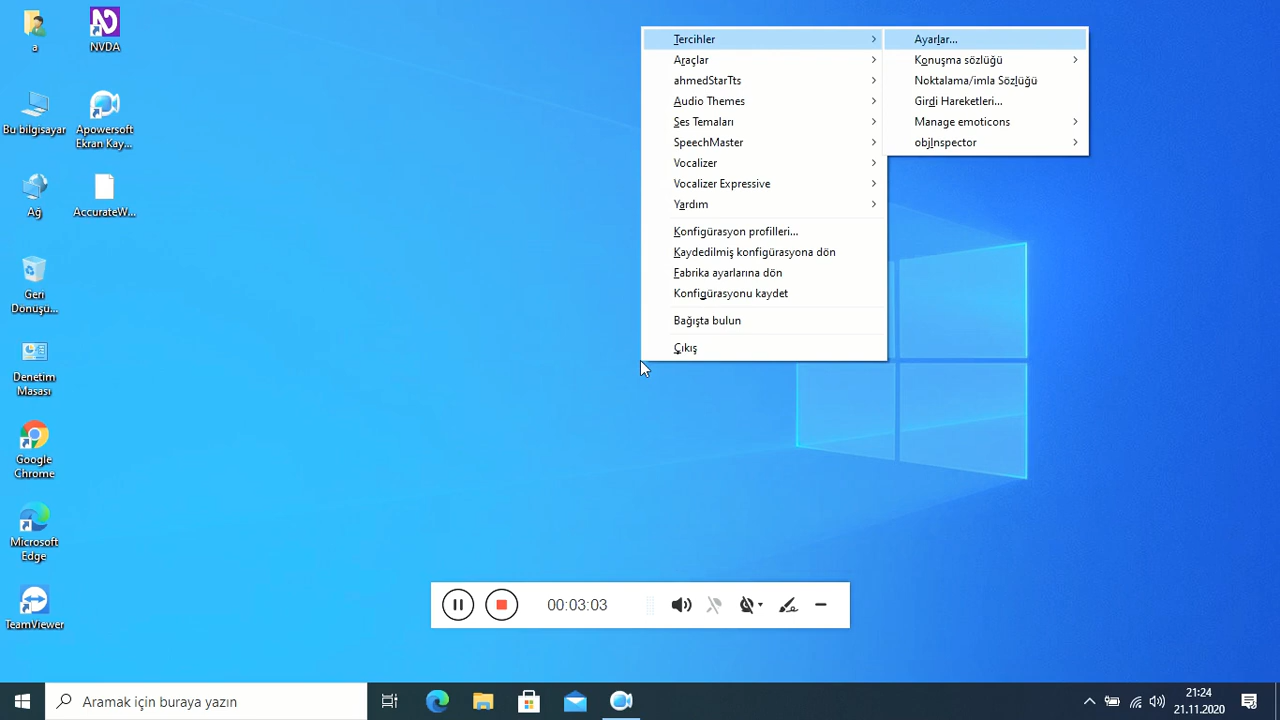 a
NVDA
Bu bilgisayar
Apowersoft
Ekran Kay...
Ağ
AccurateW...
Geri
Dönüşü...
Denetim
Masası
Google
Chrome
Microsoft
Edge
TeamViewer
Tercihler
Araçlar
ahmedStarTts
Audio Themes
Ses Temaları
SpeechMaster
Vocalizer
Vocalizer Expressive
Yardım
Konfigürasyon profilleri...
Kaydedilmiş konfigürasyona dön
Fabrika ayarlarına dön
Konfigürasyonu kaydet
Bağışta bulun
Çıkış
Ayarlar...
Konuşma sözlüğü
Noktalama/imla Sözlüğü
Girdi Hareketleri...
Manage emoticons
objInspector
00:03:03
Aramak için buraya yazın
21:24
21.11.2020